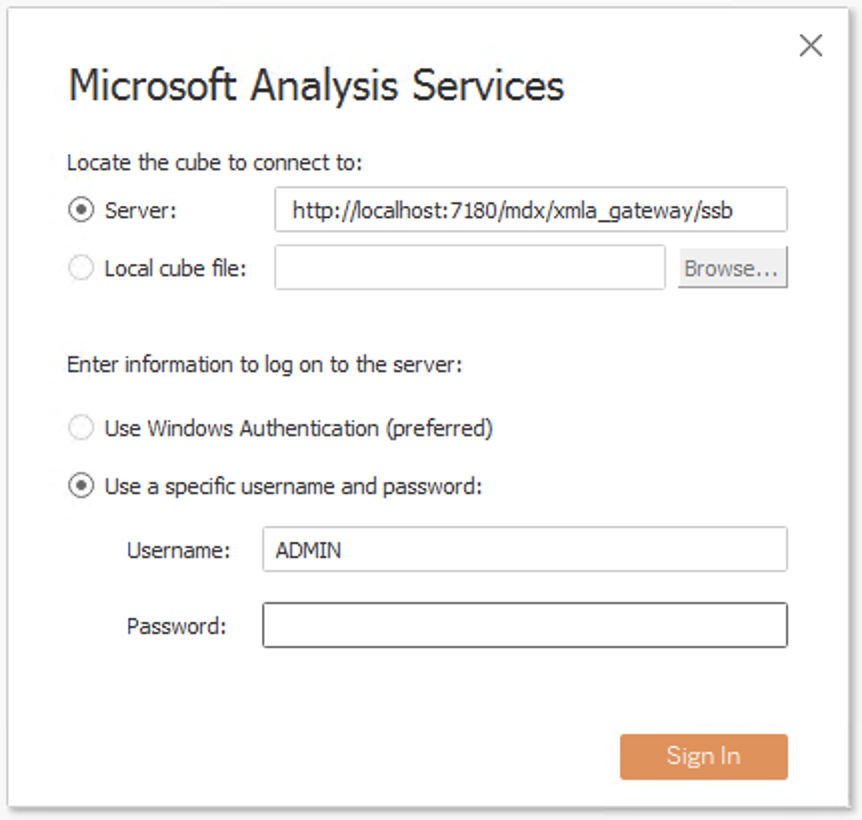 Microsoft Analysis Services
Locate the cube to connect to:
Server: http://localhost:7180/mdx/xmla_gateway/ssb
Local cube file: Browse...
Enter information to log on to the server:
Use Windows Authentication (preferred)
Use a specific username and password:
Username: ADMIN
Password:
Sign In